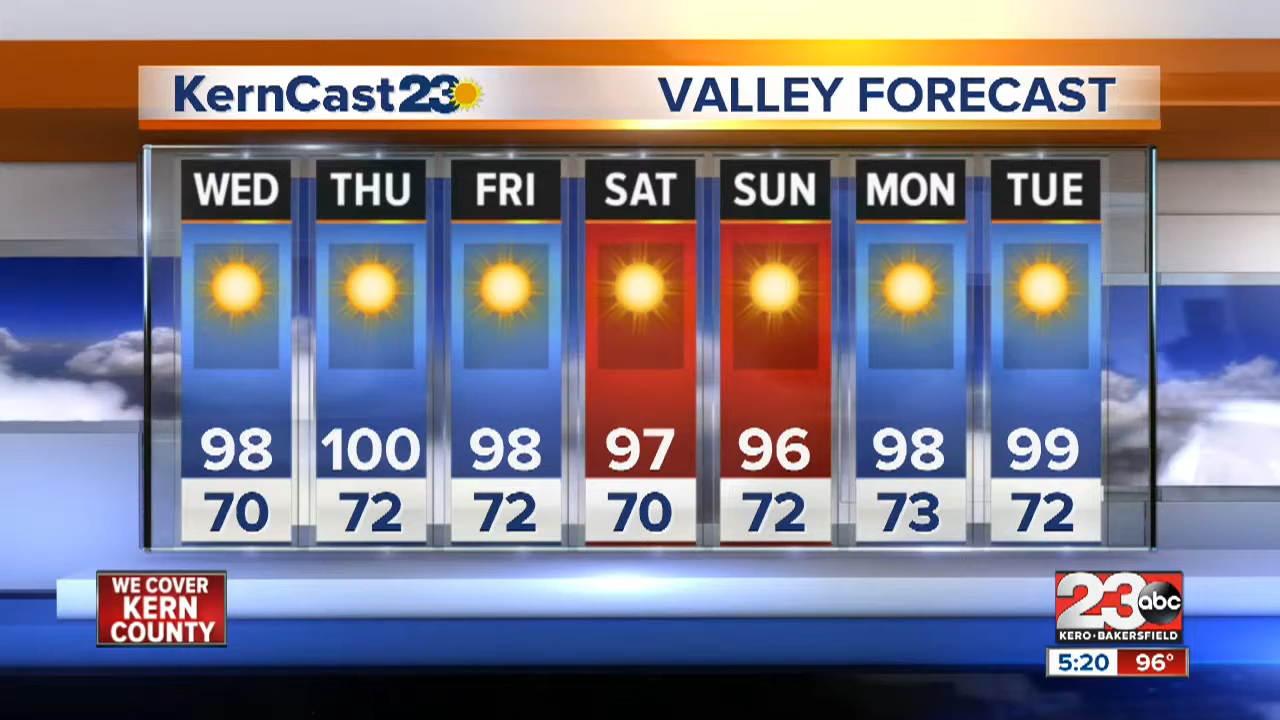 KernCast23
VALLEY FORECAST
WED THU FRI SAT SUN MON TUE
98 100 98 97 96 98 99
70 72 72 70 72 73 72
WE COVER
KERN
COUNTY
23 abc
KERO•BAKERSFIELD
5:20 96°